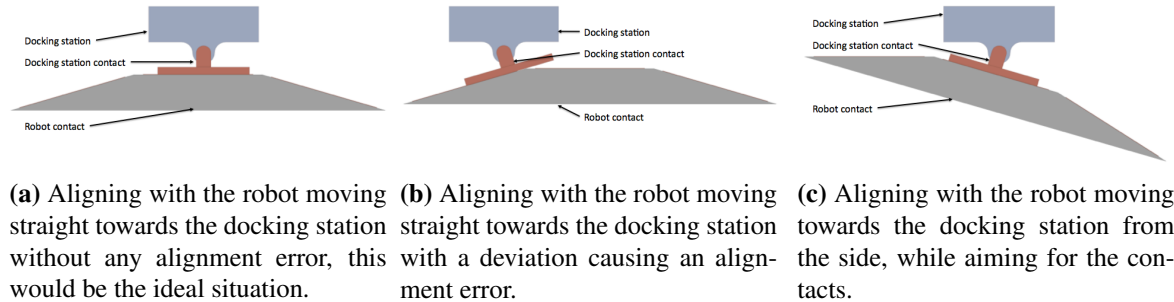 Docking station
Docking station contact
Robot contact
Docking station
Docking station contact
Robot contact
Docking station
Docking station contact
Robot contact
(a) Aligning with the robot moving
straight towards the docking station
without any alignment error, this
would be the ideal situation.
(b) Aligning with the robot moving
straight towards the docking station
with a deviation causing an align-
ment error.
(c) Aligning with the robot moving
towards the docking station from
the side, while aiming for the con-
tacts.